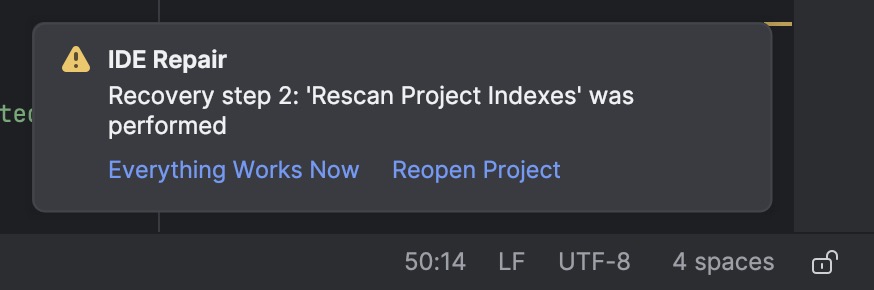 IDE Repair
Recovery step 2: 'Rescan Project Indexes' was
performed
Everything Works Now Reopen Project
50:14 LF UTF-8 4 spaces